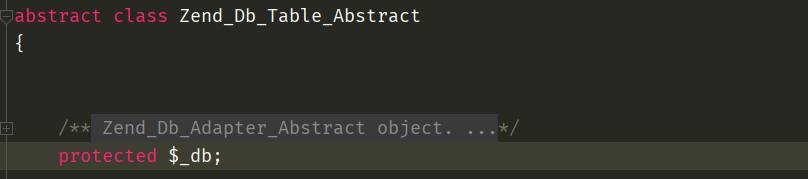 abstract class Zend_Db_Table_Abstract
{
/** Zend_Db_Adapter_Abstract object. ...*/
protected $_db;